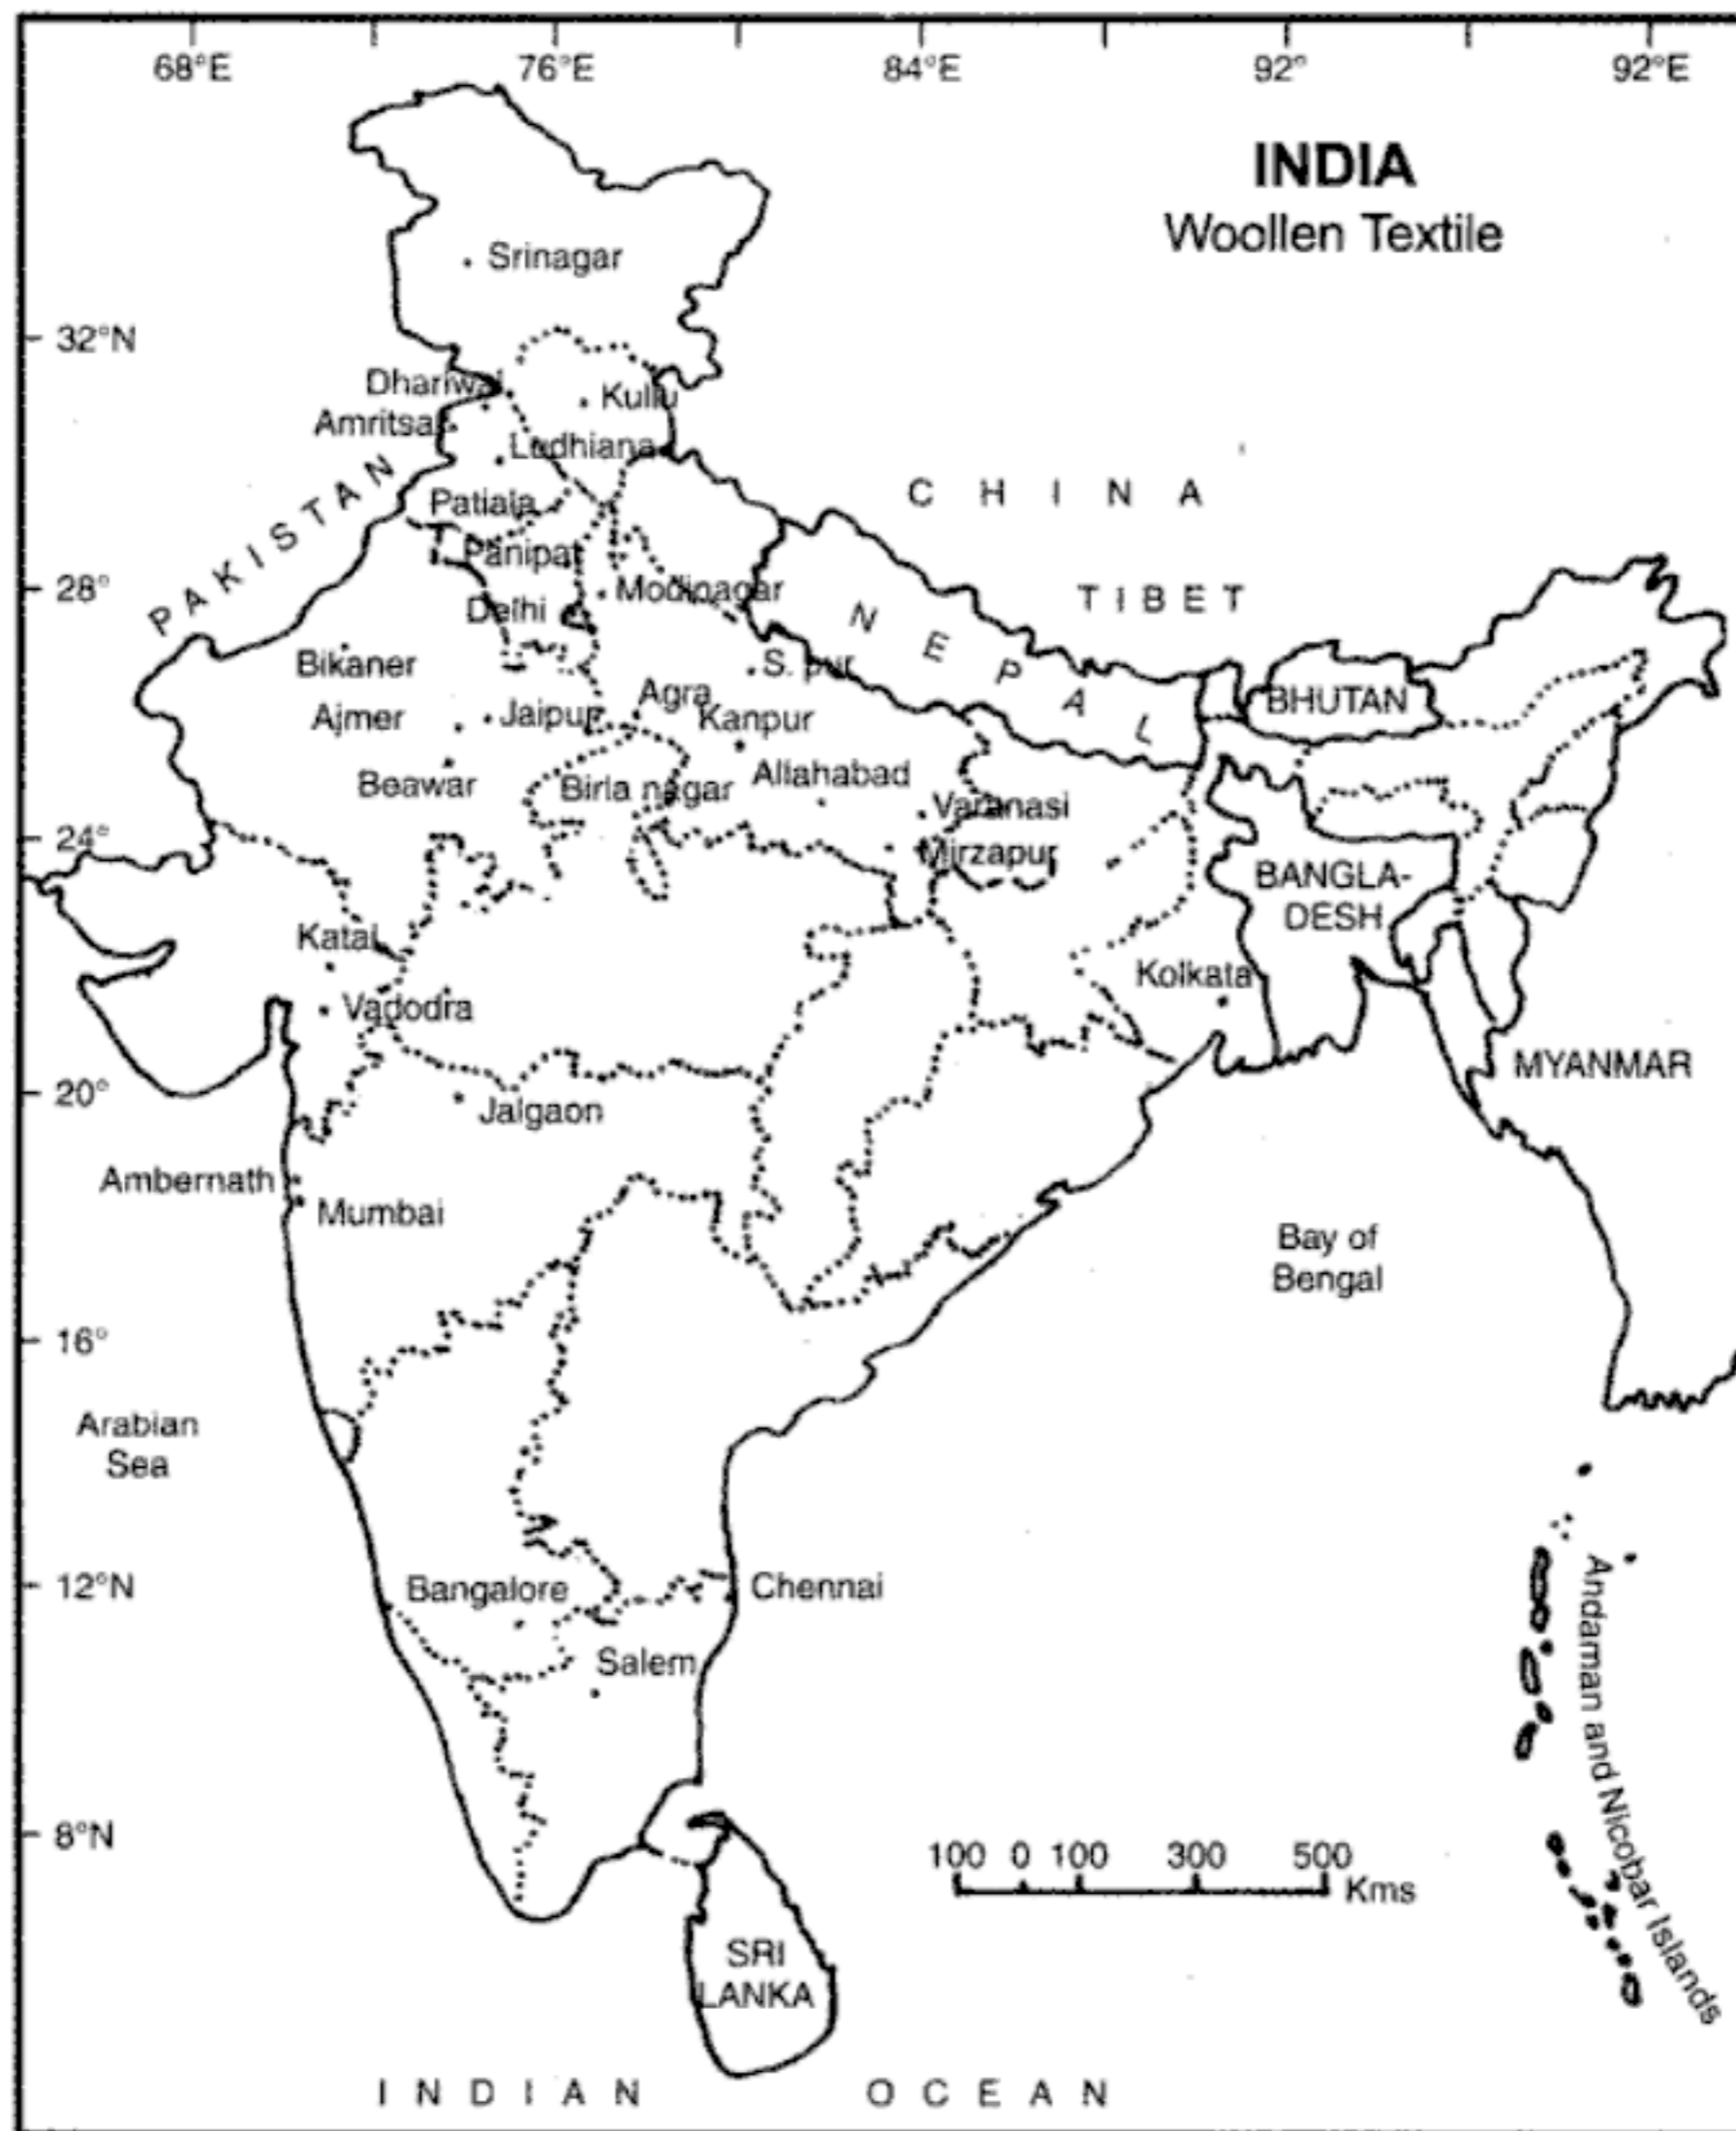 68°E 76°E 84°E 92° 92°E
INDIA
Woollen Textile
Srinagar
32°N
Dhariwal
Kullu
Amritsar
Ludhiana
PAKISTAN
CHINA
Patiala
Panipat
28°
Modinagar
TIBET
Delhi
NEPAL
Bikaner
S. pur
Agra
BHUTAN
Ajmer
Jaipur
Kanpur
Beawar
Birla nagar
Allahabad
Varanasi
24°
Mirzapur
BANGLA-
DESH
Katal
Kolkata
Vadodra
MYANMAR
20°
Jalgaon
Ambernath
Mumbai
Bay of
Bengal
16°
Arabian
Sea
12°N
Bangalore
Chennai
Salem
Andaman and Nicobar Islands
8°N
100 0 100 300 500
Kms
SRI
LANKA
INDIAN OCEAN